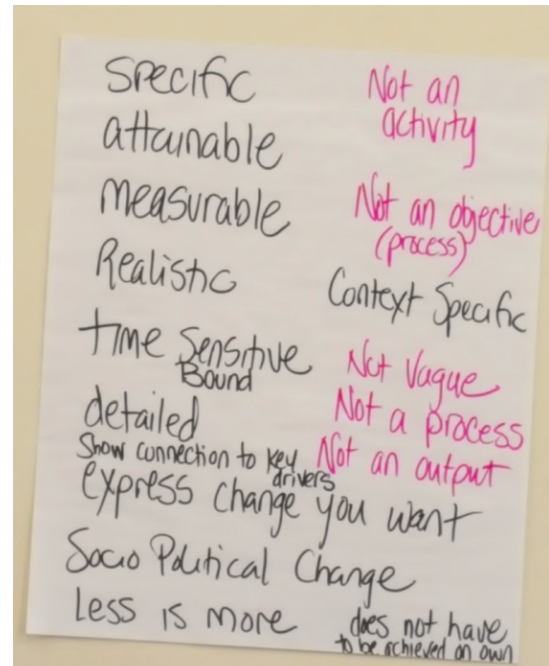 Specific
Not an
activity
attainable
measurable
Not an objective
(process)
Realistic
Context Specific
time Sensitive
Bound
Not Vague
detailed
Not a process
Show connection to key
drivers
Not an output
express change you want
Socio Political Change
Less is more
does not have
to be achieved on own